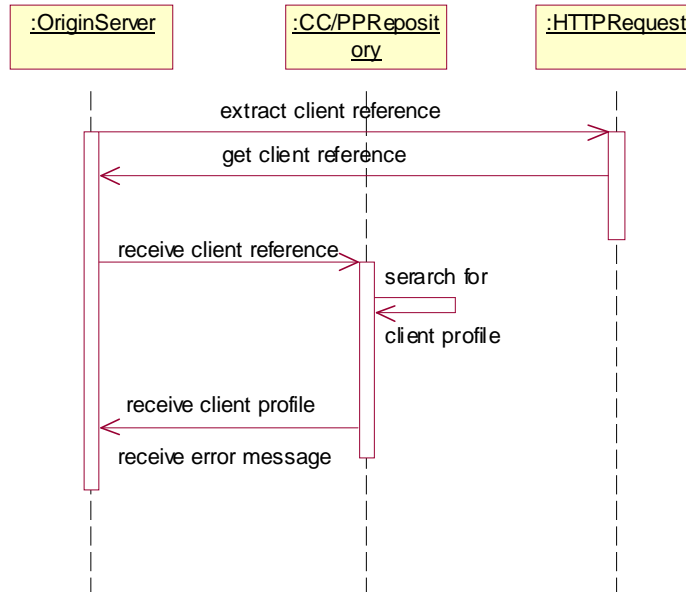 :OriginServer
:CC/PPReposit
ory
:HTTPRequest
extract client reference
get client reference
receive client reference
serarch for
client profile
receive client profile
receive error message